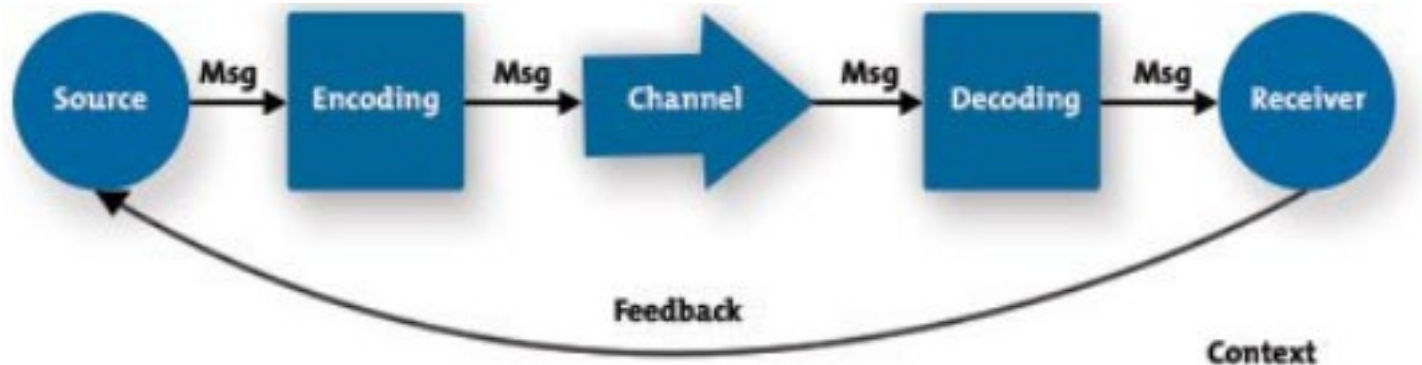 Source
Msg
Encoding
Msg
Channel
Msg
Decoding
Msg
Receiver
Feedback
Context